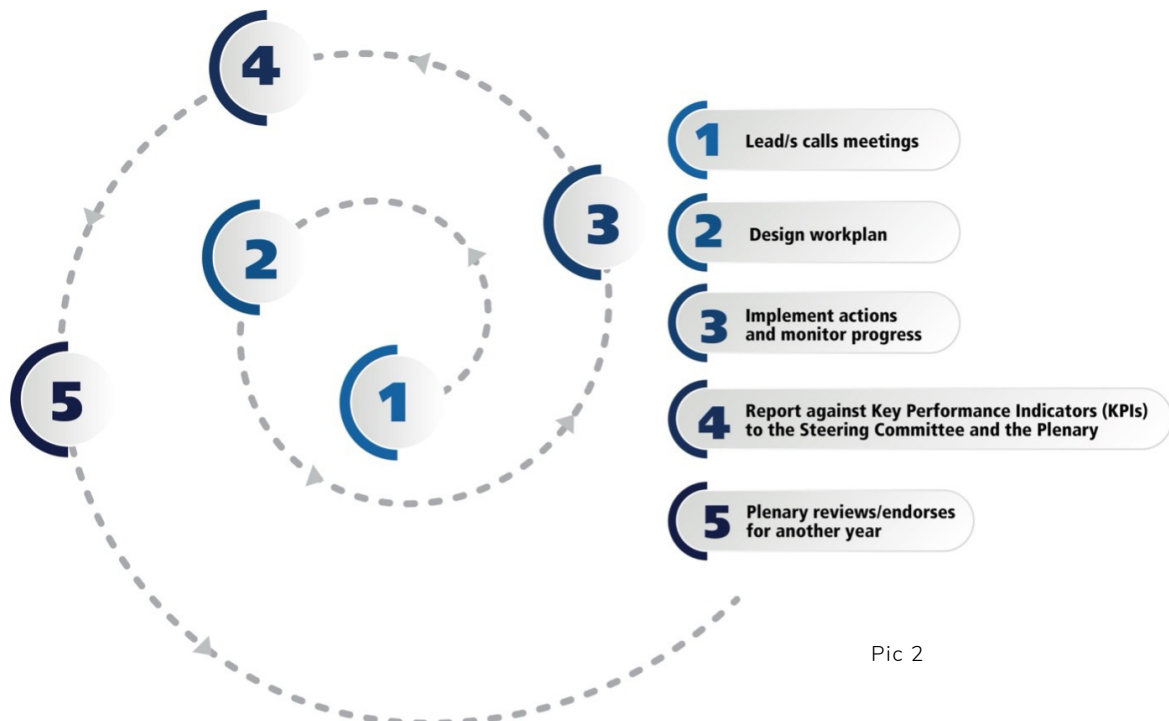 4
3
2
1
5
1 Lead/s calls meetings
2 Design workplan
3 Implement actions
and monitor progress
4 Report against Key Performance Indicators (KPIs)
to the Steering Committee and the Plenary
5 Plenary reviews/endorses
for another year
Pic 2